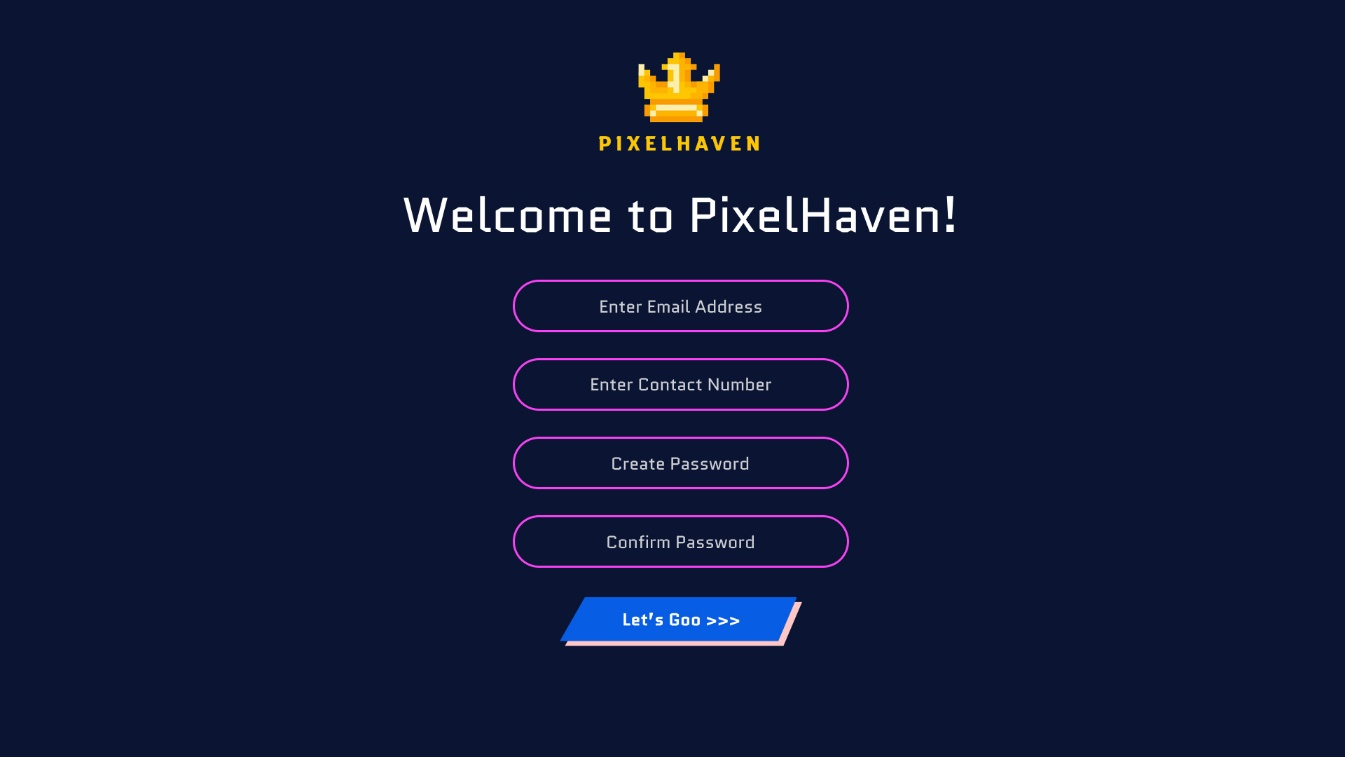 PIXELHAVEN
Welcome to PixelHaven!
Enter Email Address
Enter Contact Number
Create Password
Confirm Password
Let's Goo >>>